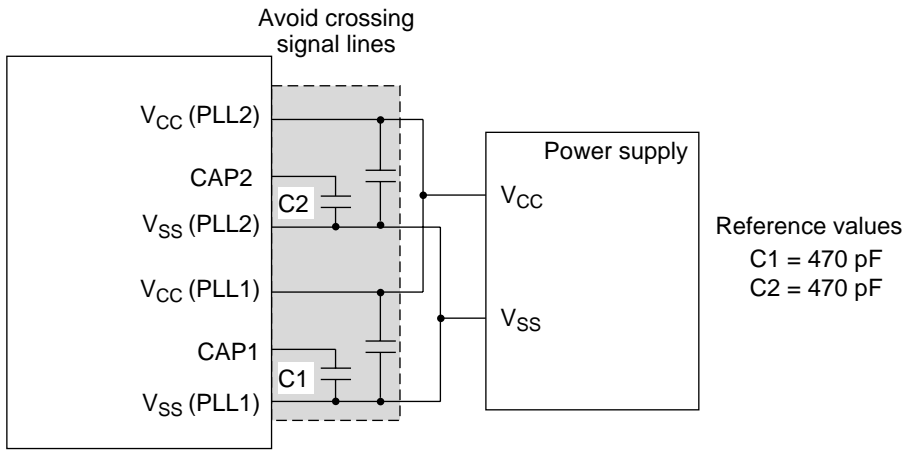 Avoid crossing
signal lines
VCC (PLL2)
CAP2
C2
VSS (PLL2)
VCC (PLL1)
CAP1
C1
VSS (PLL1)
Power supply
VCC
VSS
Reference values
C1 = 470 pF
C2 = 470 pF